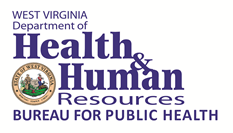 WEST VIRGINIA
Department of
Health
&
Human
Resources
BUREAU FOR PUBLIC HEALTH